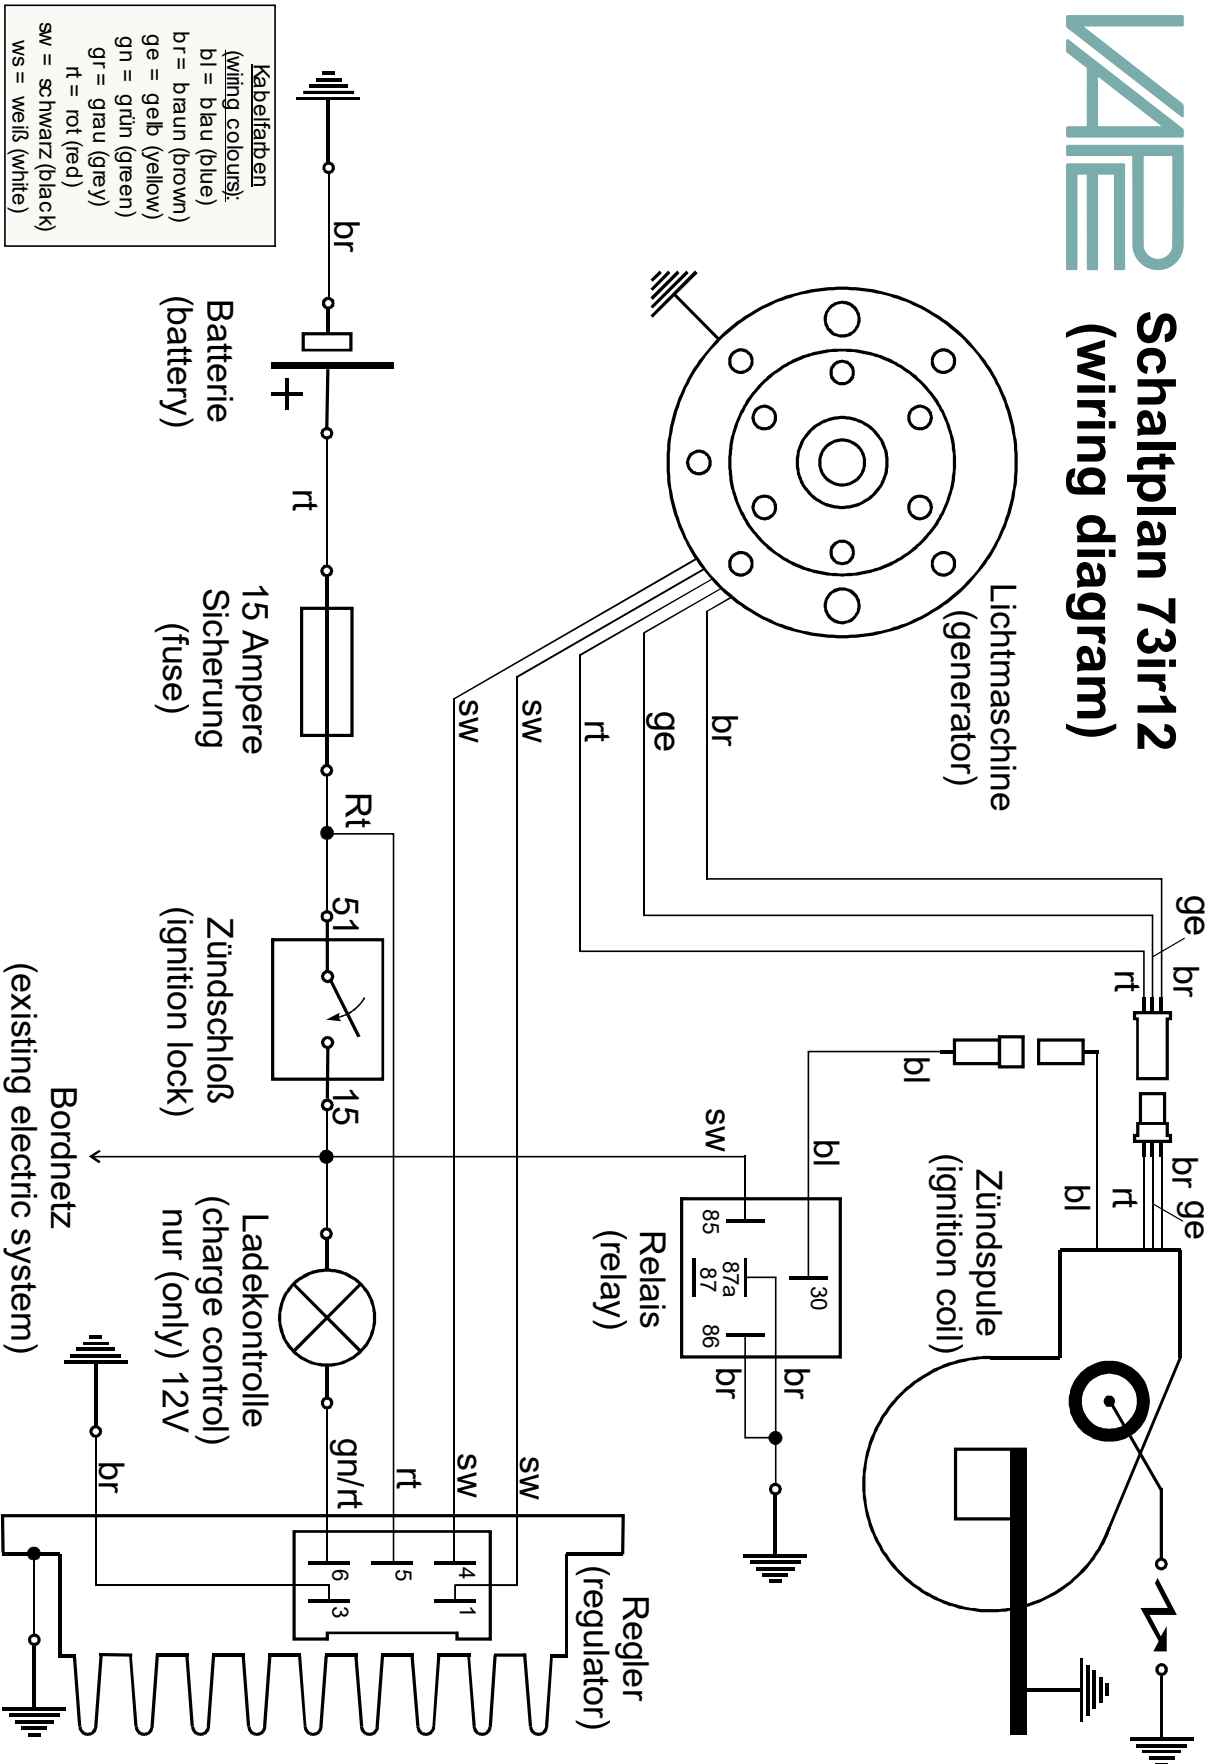 VAPE
Schaltplan 73ir12
(wiring diagram)
Lichtmaschine
(generator)
br
ge
rt
sw
sw
ge
br
rt
bl
br
ge
rt
bl
Zündspule
(ignition coil)
bl
sw
85
87a
87
86
30
Relais
(relay)
br
br
Kabelfarben
(wiring colours):
bl = blau (blue)
br = braun (brown)
ge = gelb (yellow)
gn = grün (green)
gr = grau (grey)
rt = rot (red)
sw = schwarz (black)
ws = weiß (white)
br
Batterie
(battery)
+
rt
15 Ampere
Sicherung
(fuse)
Rt
51
Zündschloß
(ignition lock)
15
Bordnetz
(existing electric system)
Ladekontrolle
(charge control)
nur (only) 12V
gn/rt
rt
sw
sw
br
6
5
4
3
1
Regler
(regulator)